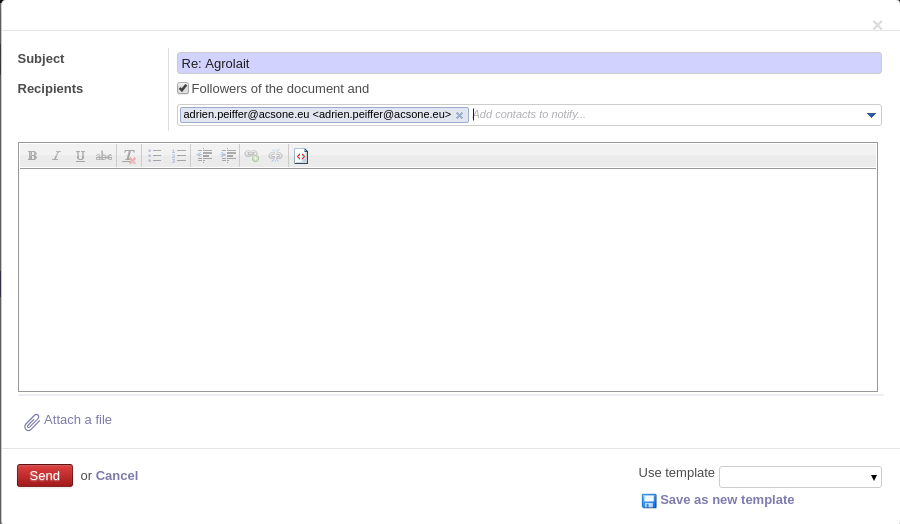 ×
Subject
Re: Agrolait
Recipients
Followers of the document and
adrien.peiffer@acsone.eu <adrien.peiffer@acsone.eu> × Add contacts to notify...
B I U abc T
Attach a file
Send or Cancel
Use template
Save as new template